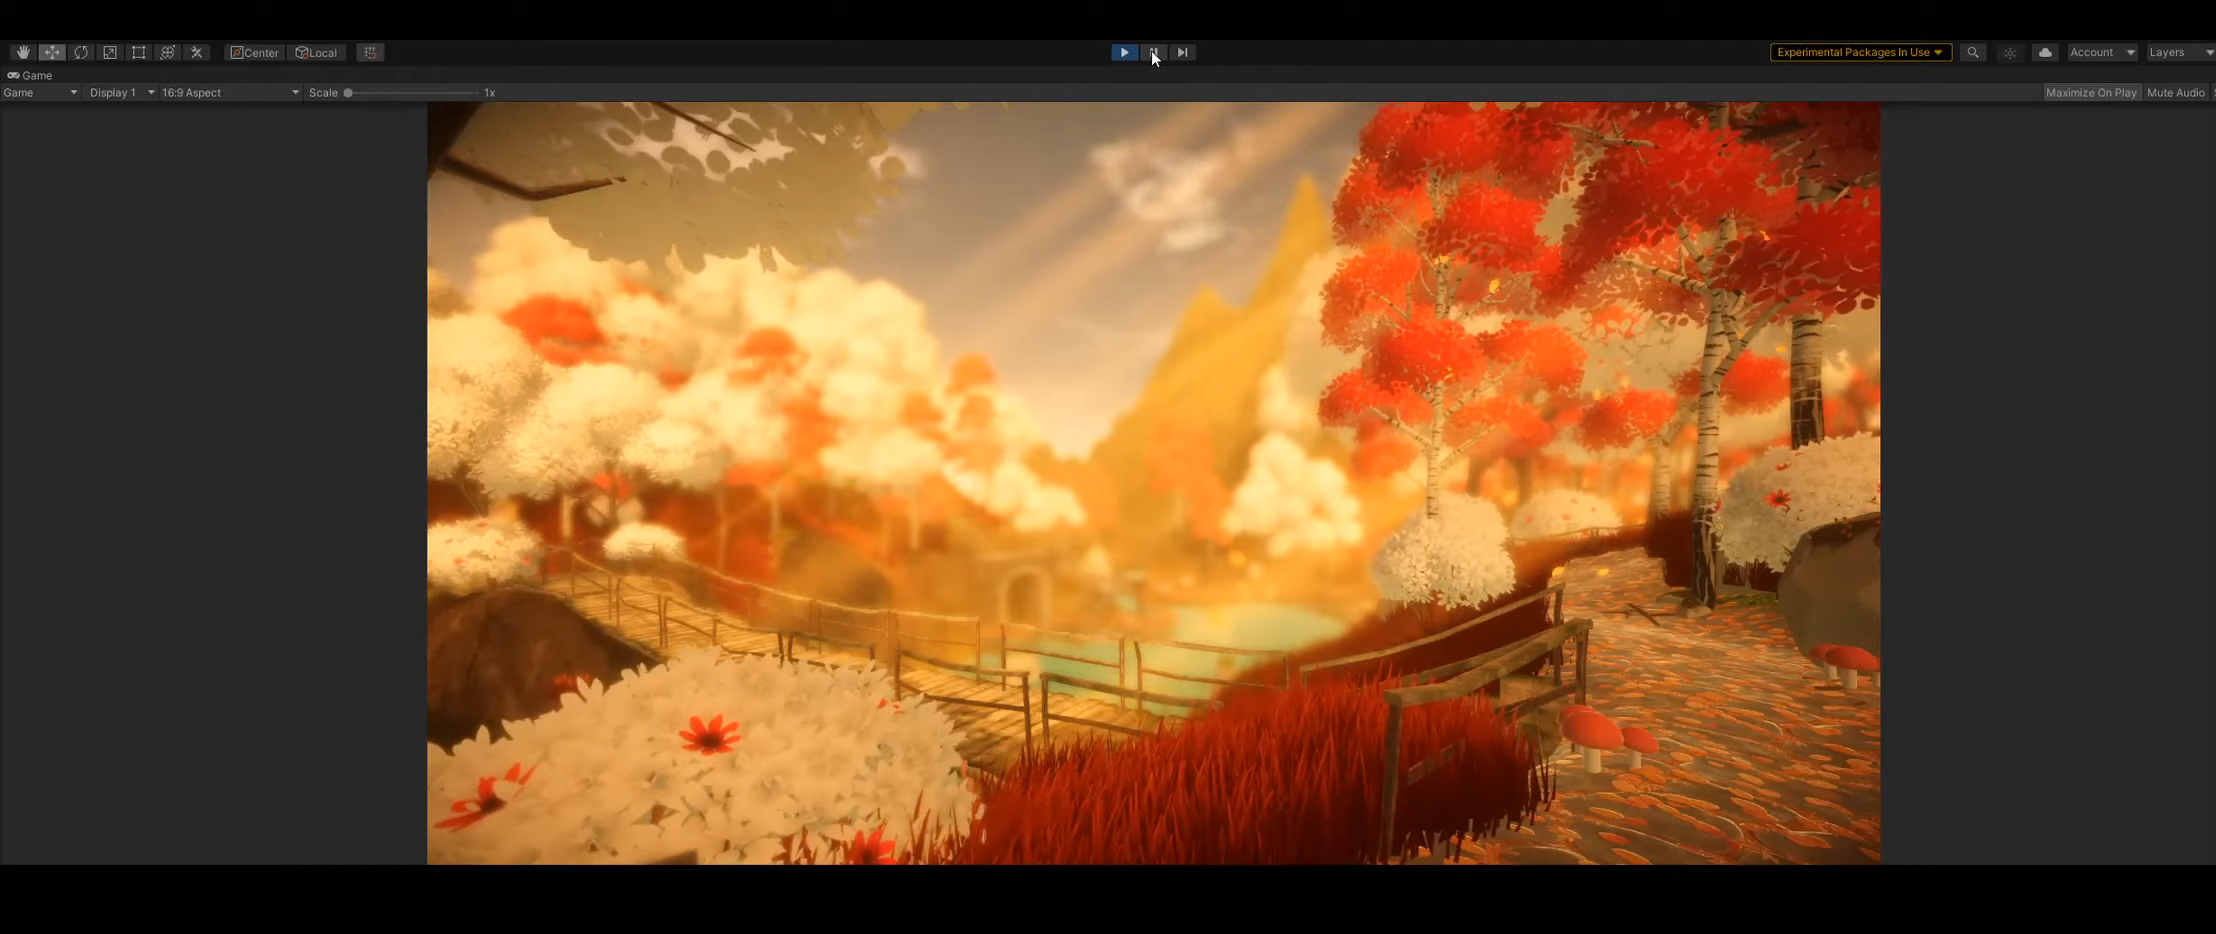 Center Local Experimental Packages In Use Account Layers
Game
Game Display 1 16:9 Aspect Scale 1x Maximize On Play Mute Audio